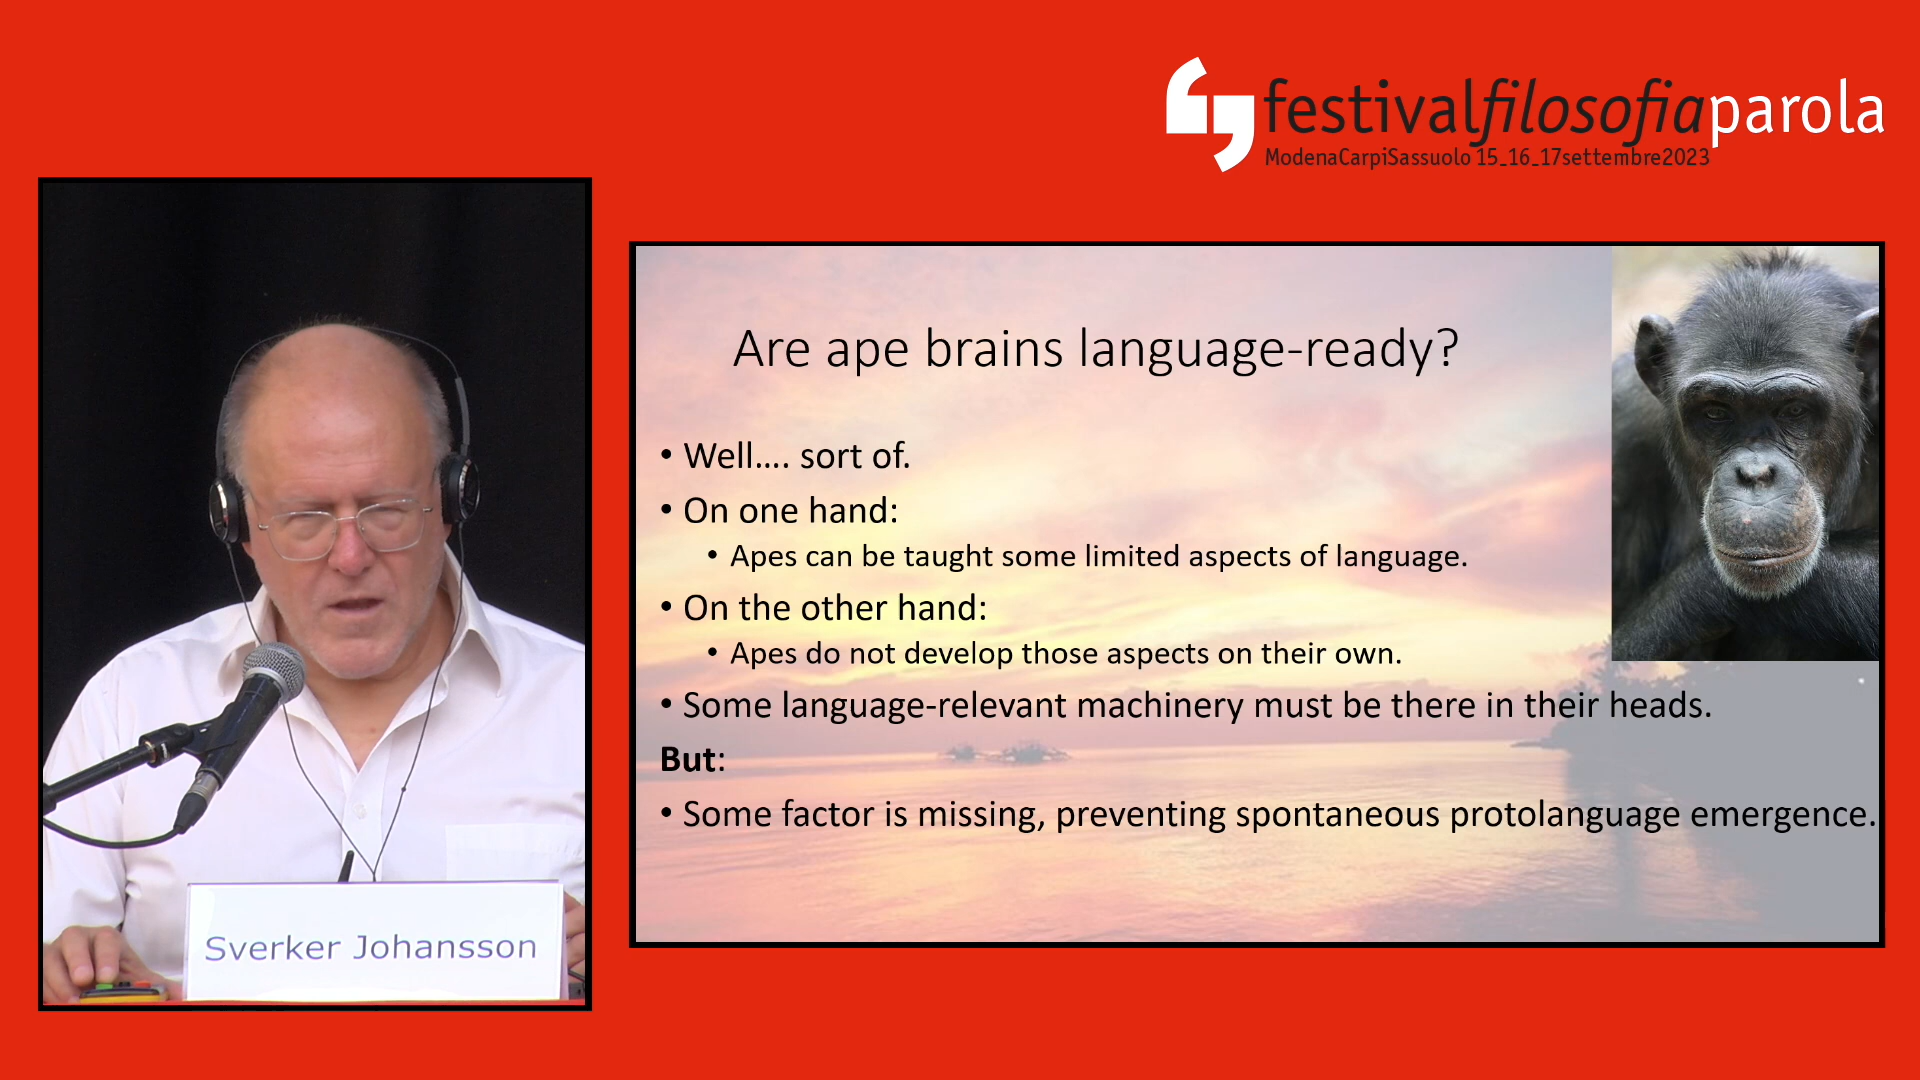 festivalfilosofiaparola
ModenaCarpiSassuolo 15_16_17settembre2023
Are ape brains language-ready?
• Well.... sort of.
• On one hand:
• Apes can be taught some limited aspects of language.
• On the other hand:
• Apes do not develop those aspects on their own.
• Some language-relevant machinery must be there in their heads.
But:
• Some factor is missing, preventing spontaneous protolanguage emergence.
Sverker Johansson